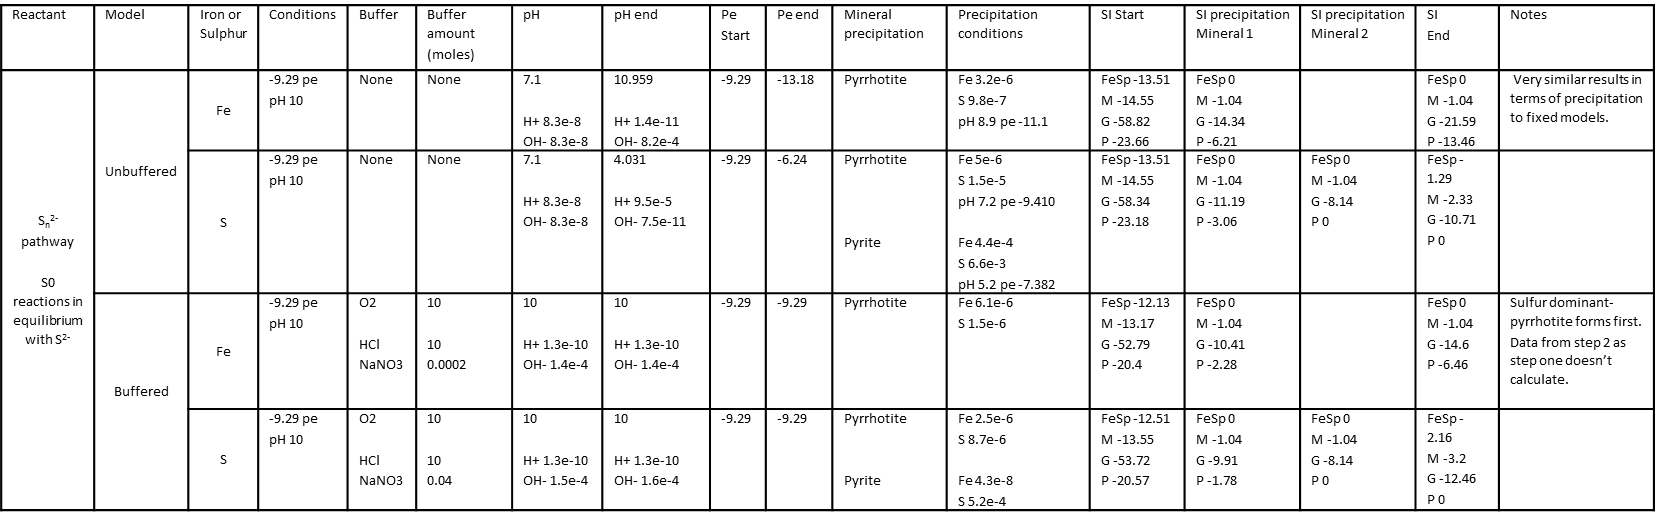 Reactant
Model
Iron or
Sulphur
Conditions
Buffer
Buffer
amount
(moles)
pH
pH end
Pe
Start
Pe end
Mineral
precipitation
Precipitation
conditions
SI Start
SI precipitation
Mineral 1
SI precipitation
Mineral 2
SI
End
Notes
Sn2-
pathway
S0
reactions in
equilibrium
with S2-
Unbuffered
Fe
-9.29 pe
pH 10
None
None
7.1
H+ 8.3e-8
OH- 8.3e-8
10.959
H+ 1.4e-11
OH- 8.2e-4
-9.29
-13.18
Pyrrhotite
Fe 3.2e-6
S 9.8e-7
pH 8.9 pe -11.1
FeSp -13.51
M -14.55
G -58.82
P -23.66
FeSp 0
M -1.04
G -14.34
P -6.21
FeSp 0
M -1.04
G -21.59
P -13.46
Very similar results in
terms of precipitation
to fixed models.
S
-9.29 pe
pH 10
None
None
7.1
H+ 8.3e-8
OH- 8.3e-8
4.031
H+ 9.5e-5
OH- 7.5e-11
-9.29
-6.24
Pyrrhotite
Pyrite
Fe 5e-6
S 1.5e-5
pH 7.2 pe -9.410
Fe 4.4e-4
S 6.6e-3
pH 5.2 pe -7.382
FeSp -13.51
M -14.55
G -58.34
P -23.18
FeSp 0
M -1.04
G -11.19
P -3.06
FeSp 0
M -1.04
G -8.14
P 0
FeSp -
1.29
M -2.33
G -10.71
P 0
Buffered
Fe
-9.29 pe
pH 10
O2
HCl
NaNO3
10
10
0.0002
10
H+ 1.3e-10
OH- 1.4e-4
10
H+ 1.3e-10
OH- 1.4e-4
-9.29
-9.29
Pyrrhotite
Fe 6.1e-6
S 1.5e-6
FeSp -12.13
M -13.17
G -52.79
P -20.4
FeSp 0
M -1.04
G -10.41
P -2.28
FeSp 0
M -1.04
G -14.6
P -6.46
Sulfur dominant-
pyrrhotite forms first.
Data from step 2 as
step one doesn't
calculate.
S
-9.29 pe
pH 10
O2
HCl
NaNO3
10
10
0.04
10
H+ 1.3e-10
OH- 1.5e-4
10
H+ 1.3e-10
OH- 1.6e-4
-9.29
-9.29
Pyrrhotite
Pyrite
Fe 2.5e-6
S 8.7e-6
Fe 4.3e-8
S 5.2e-4
FeSp -12.51
M -13.55
G -53.72
P -20.57
FeSp 0
M -1.04
G -9.91
P -1.78
FeSp 0
M -1.04
G -8.14
P 0
FeSp -
2.16
M -3.2
G -12.46
P 0